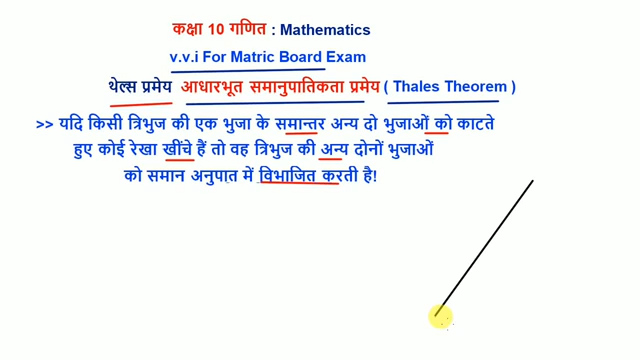 कक्षा 10 गणित : Mathematics
v.v.i For Matric Board Exam
थेल्स प्रमेय आधारभूत समानुपातिकता प्रमेय ( Thales Theorem )
>> यदि किसी त्रिभुज की एक भुजा के समान्तर अन्य दो भुजाओं को काटते
हुए कोई रेखा खींचे हैं तो वह त्रिभुज की अन्य दोनों भुजाओं
को समान अनुपात में विभाजित करती है!